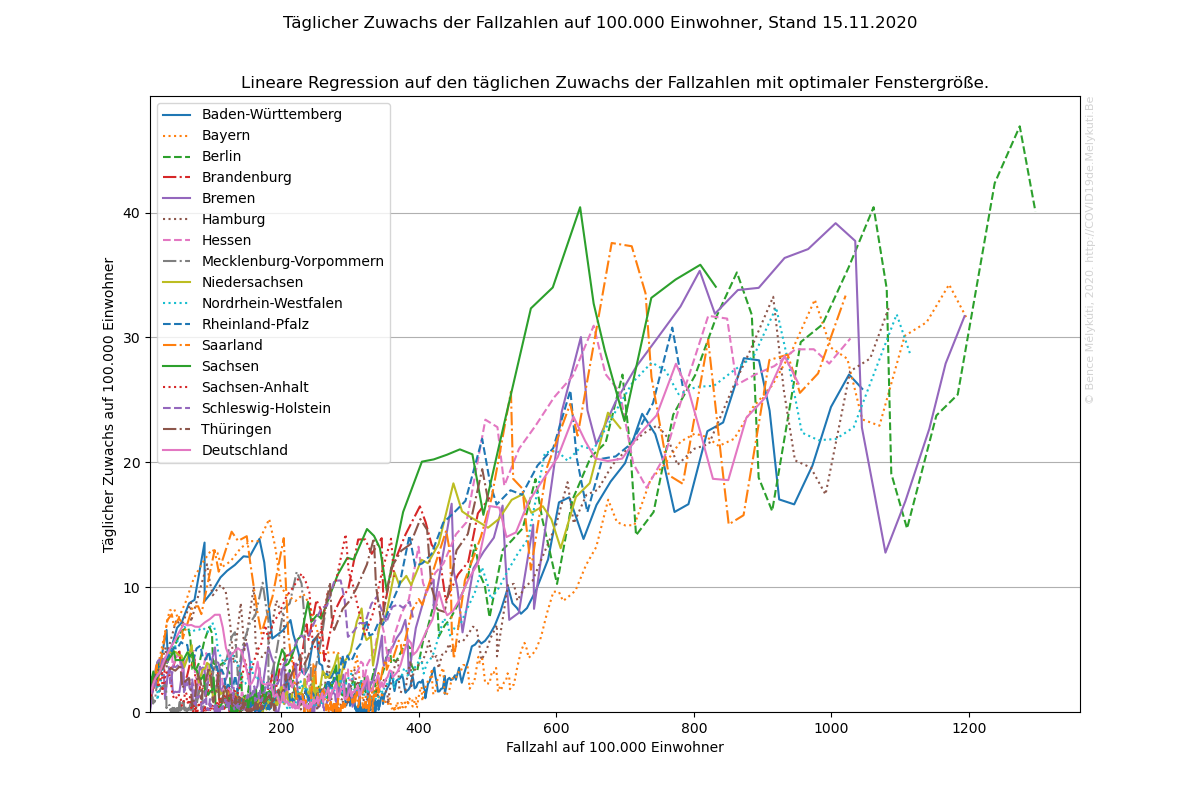 Täglicher Zuwachs der Fallzahlen auf 100.000 Einwohner, Stand 15.11.2020
Lineare Regression auf den täglichen Zuwachs der Fallzahlen mit optimaler Fenstergröße.
Baden-Württemberg
Bayern
Berlin
Brandenburg
Bremen
Hamburg
Hessen
Mecklenburg-Vorpommern
Niedersachsen
Nordrhein-Westfalen
Rheinland-Pfalz
Saarland
Sachsen
Sachsen-Anhalt
Schleswig-Holstein
Thüringen
Deutschland
Täglicher Zuwachs auf 100.000 Einwohner
40
30
20
10
0
200 400 600 800 1000 1200
Fallzahl auf 100.000 Einwohner
© Bence Mélykúti, 2020. http://COVID19de.Melykuti.Be